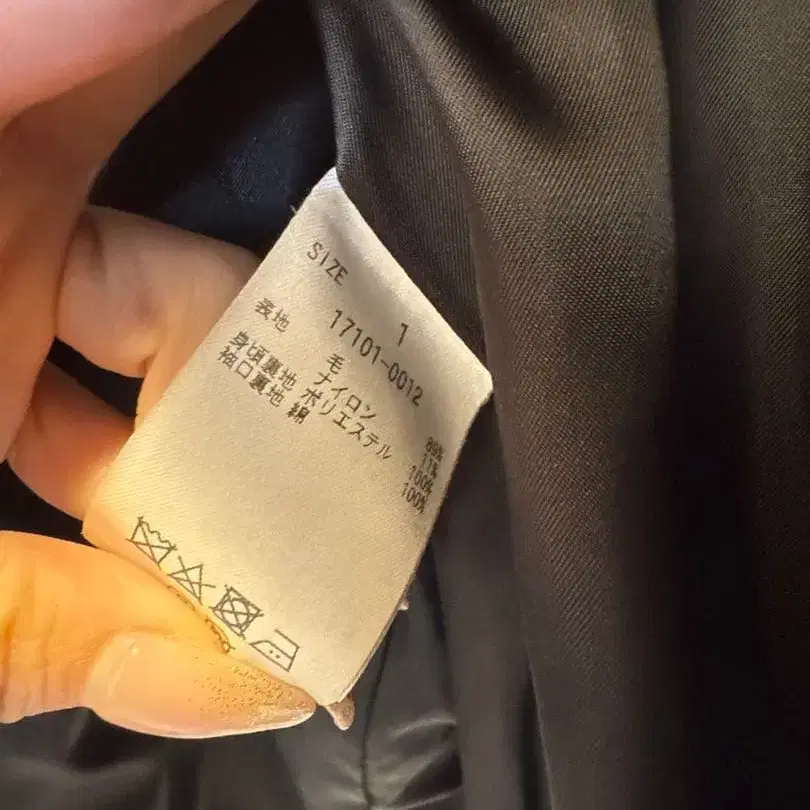 SIZE 1
17101-0012
表地 毛 89%
ナイロン 11%
身頃裏地 ポリエステル 100%
袖口裏地 綿 100%